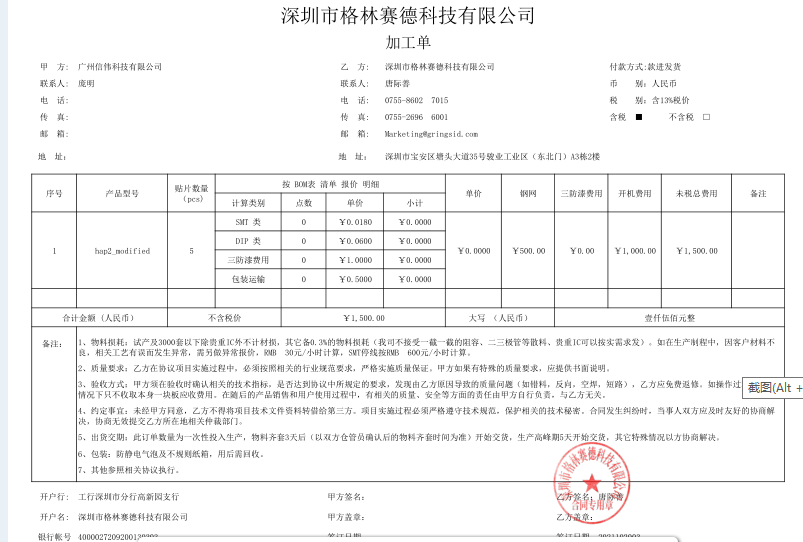 深圳市格林赛德科技有限公司
加工单
甲 方: 广州信伟科技有限公司 乙 方: 深圳市格林赛德科技有限公司 付款方式:款进发货
联系人: 庞明 联系人: 唐际善 币 别: 人民币
电 话: 电 话: 0755-8602 7015 税 别: 含13%税价
传 真: 传 真: 0755-2696 6001 含税 ■ 不含税 □
邮 箱: 邮 箱: Marketing@gringsid.com
地 址: 地 址: 深圳市宝安区塘头大道35号骏业工业区（东北门）A3栋2楼
序号 产品型号 贴片数量(pcs) 按 BOM表 清单 报价 明细 单价 钢网 三防漆费用 开机费用 未税总费用 备注
计算类别 点数 单价 小计
SMT 类 0 ￥0.0180 ￥0.0000
DIP 类 0 ￥0.0600 ￥0.0000
1 hap2_modified 5 ￥0.0000 ￥500.00 ￥0.00 ￥1,000.00 ￥1,500.00
三防漆费用 0 ￥1.0000 ￥0.0000
包装运输 0 ￥0.5000 ￥0.0000
合计金额（人民币） 不含税价 ￥1,500.00 大写 （人民币） 壹仟伍佰元整
备注: 1、物料损耗: 试产及3000套以下除贵重IC外不计材损, 其它备0.3%的物料损耗（我司不接受一截一截的阻容、二三极管等散料、贵重IC可以按实需求发）。如在生产制程中, 因客户材料不
良, 相关工艺有误而发生异常, 需另做异常报价, RMB 30元/小时计算, SMT停线按RMB 600元/小时计算。
2、质量要求: 乙方在协议项目实施过程中, 必须按照相关的行业规范要求, 严格实施质量保证。甲方如果有特殊的质量要求, 应提供书面说明。
3、验收方式: 甲方须在验收时确认相关的技术指标, 是否达到协议中所规定的要求, 发现由乙方原因导致的质量问题（如错料, 反向, 空焊, 短路）, 乙方应免费返修。如操作过
情况下只不收取本身一块板应收费用。在随后的产品销售和用户使用过程中, 有相关的质量、安全等方面的责任由甲方自行负责, 与乙方无关。
截图(Alt +
4、约定事宜: 未经甲方同意, 乙方不得将项目技术文件资料转借给第三方。项目实施过程必须严格遵守技术规范, 保护相关的技术秘密。合同发生纠纷时, 当事人双方应及时友好的协商解
决, 协商无效提交乙方所在地相关仲裁部门。
5、出货交期: 此订单数量为一次性投入生产, 物料齐套3天后（以双方仓管员确认后的物料齐套时间为准）开始交货, 生产高峰期5天开始交货, 其它特殊情况以方协商解决。
6、包装: 防静电气泡及不规则纸箱, 用后需回收。
7、其他参照相关协议执行。
深圳市格林赛德科技有限公司
合同专用章
开户行: 工行深圳市分行高新园支行 甲方签名: 乙方签名: 唐际善
开户名: 深圳市格林赛德科技有限公司 甲方盖章: 乙方盖章:
银行帐号 签订日期